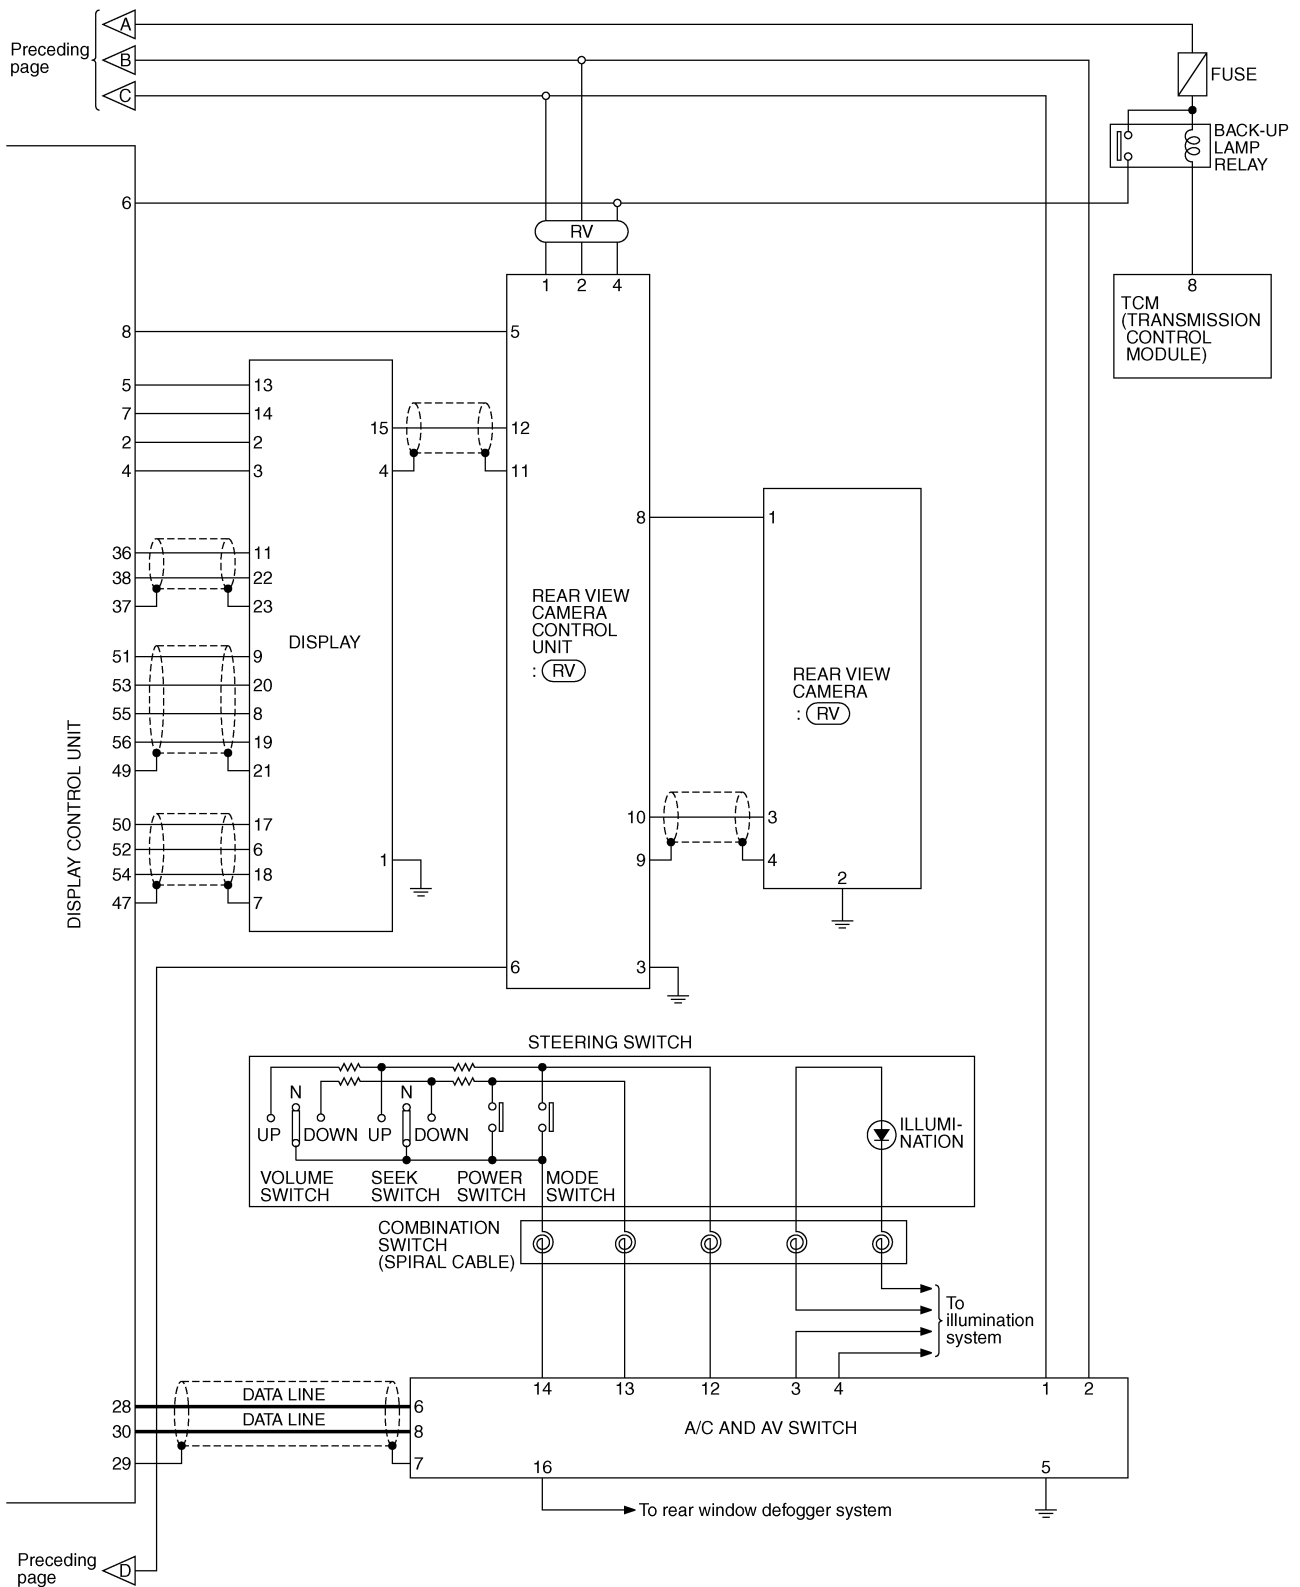 Preceding
page
A
B
C
FUSE
BACK-UP
LAMP
RELAY
6
RV
1 2 4
8
TCM
(TRANSMISSION
CONTROL
MODULE)
8 5
5 13
7 14
2 2
4 3
15 12
4 11
8 1
36 11
38 22
37 23
DISPLAY
REAR VIEW
CAMERA
CONTROL
UNIT
: RV
REAR VIEW
CAMERA
: RV
51 9
53 20
55 8
56 19
49 21
DISPLAY CONTROL UNIT
50 17
52 6
54 18
47 7
1
10 3
9 4
2
6 3
STEERING SWITCH
N N
UP DOWN UP DOWN
ILLUMI-
NATION
VOLUME
SWITCH
SEEK
SWITCH
POWER
SWITCH
MODE
SWITCH
COMBINATION
SWITCH
(SPIRAL CABLE)
To
illumination
system
14 13 12 3 4 1 2
28 DATA LINE 6
30 DATA LINE 8
29 7
A/C AND AV SWITCH
16 5
To rear window defogger system
Preceding
page
D